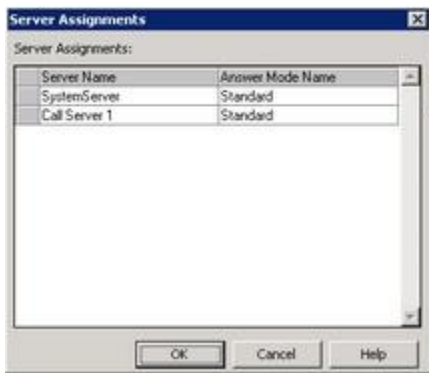 Server Assignments
Server Assignments:
Server Name Answer Mode Name
SystemServer Standard
Call Server 1 Standard
OK Cancel Help